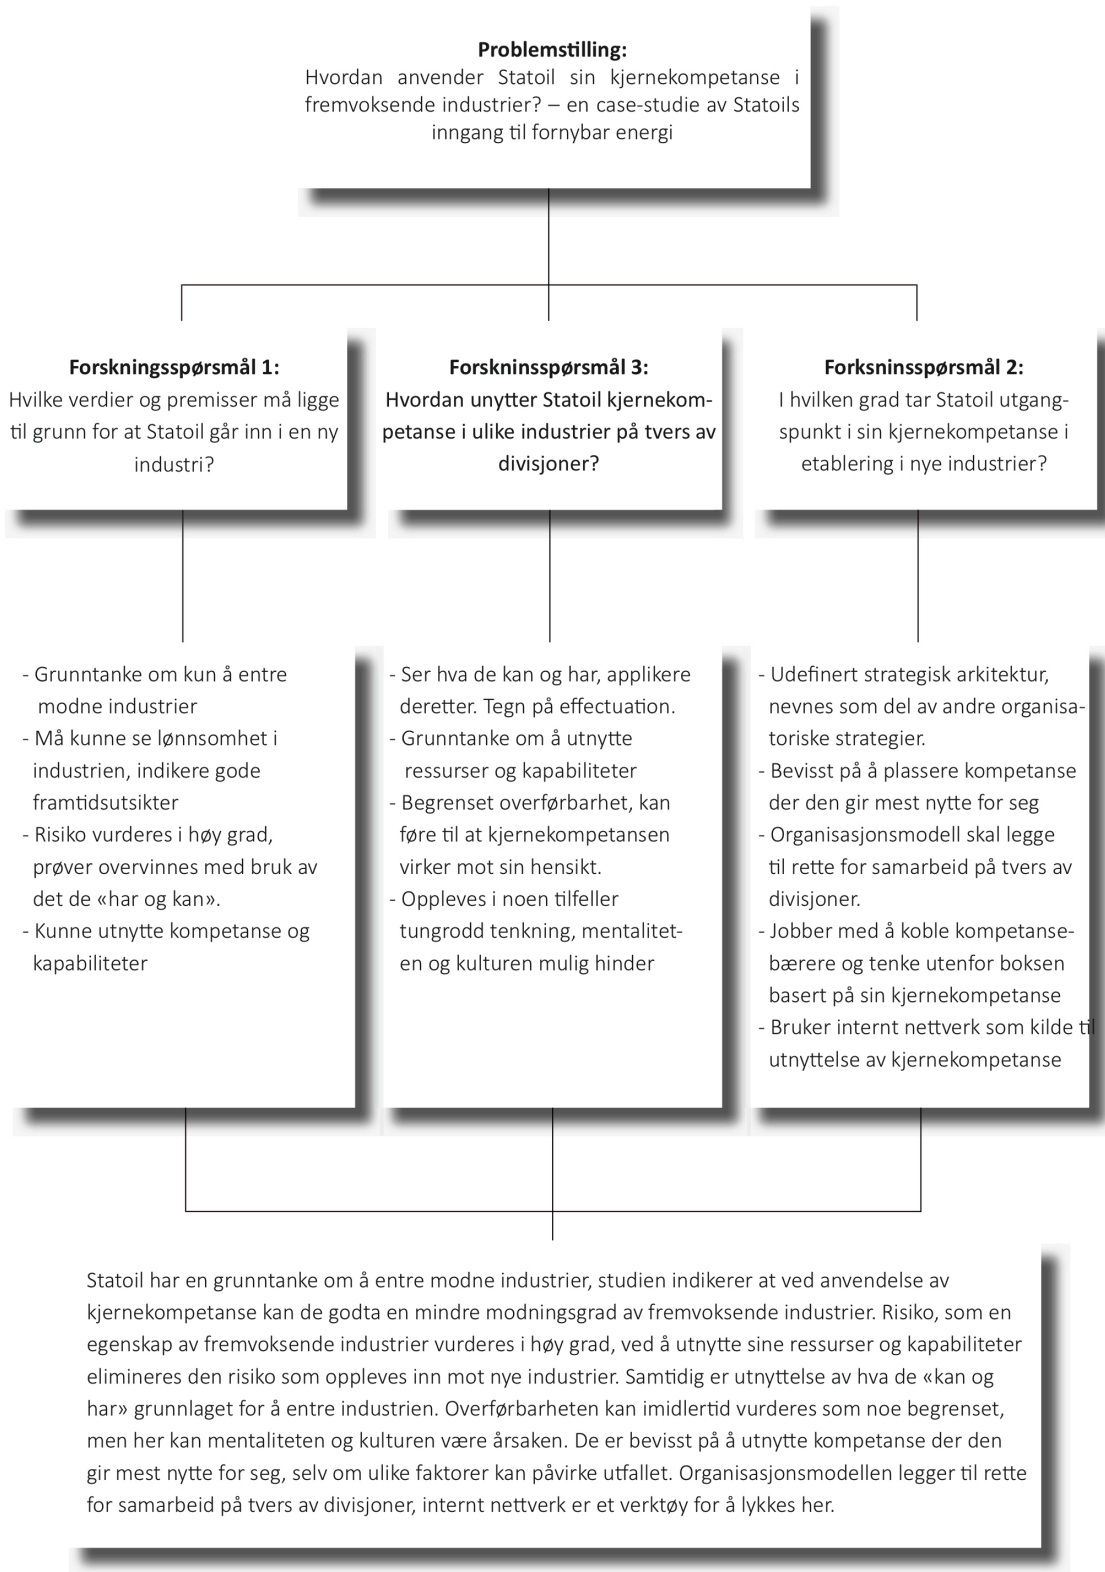 Problemstilling:
Hvordan anvender Statoil sin kjernekompetanse i
fremvoksende industrier? – en case-studie av Statoils
inngang til fornybar energi
Forskningsspørsmål 1:
Hvilke verdier og premisser må ligge
til grunn for at Statoil går inn i en ny
industri?
Forskninsspørsmål 3:
Hvordan unytter Statoil kjernekom-
petanse i ulike industrier på tvers av
divisjoner?
Forksninsspørsmål 2:
I hvilken grad tar Statoil utgang-
spunkt i sin kjernekompetanse i
etablering i nye industrier?
- Grunntanke om kun å entre
modne industrier
- Må kunne se lønnsomhet i
industrien, indikere gode
framtidsutsikter
- Risiko vurderes i høy grad,
prøver overvinnes med bruk av
det de «har og kan».
- Kunne utnytte kompetanse og
kapabiliteter
- Ser hva de kan og har, applikere
deretter. Tegn på effectuation.
- Grunntanke om å utnytte
ressurser og kapabiliteter
- Begrenset overførbarhet, kan
føre til at kjernekompetansen
virker mot sin hensikt.
- Oppleves i noen tilfeller
tungrodd tenkning, mentalitet-
en og kulturen mulig hinder
- Udefinert strategisk arkitektur,
nevnes som del av andre organisa-
toriske strategier.
- Bevisst på å plassere kompetanse
der den gir mest nytte for seg
- Organisasjonsmodell skal legge
til rette for samarbeid på tvers av
divisjoner.
- Jobber med å koble kompetanse-
bærere og tenke utenfor boksen
basert på sin kjernekompetanse
- Bruker internt nettverk som kilde til
utnyttelse av kjernekompetanse
Statoil har en grunntanke om å entre modne industrier, studien indikerer at ved anvendelse av
kjernekompetanse kan de godta en mindre modningsgrad av fremvoksende industrier. Risiko, som en
egenskap av fremvoksende industrier vurderes i høy grad, ved å utnytte sine ressurser og kapabiliteter
elimineres den risiko som oppleves inn mot nye industrier. Samtidig er utnyttelse av hva de «kan og
har» grunnlaget for å entre industrien. Overførbarheten kan imidlertid vurderes som noe begrenset,
men her kan mentaliteten og kulturen være årsaken. De er bevisst på å utnytte kompetanse der den
gir mest nytte for seg, selv om ulike faktorer kan påvirke utfallet. Organisasjonsmodellen legger til rette
for samarbeid på tvers av divisjoner, internt nettverk er et verktøy for å lykkes her.